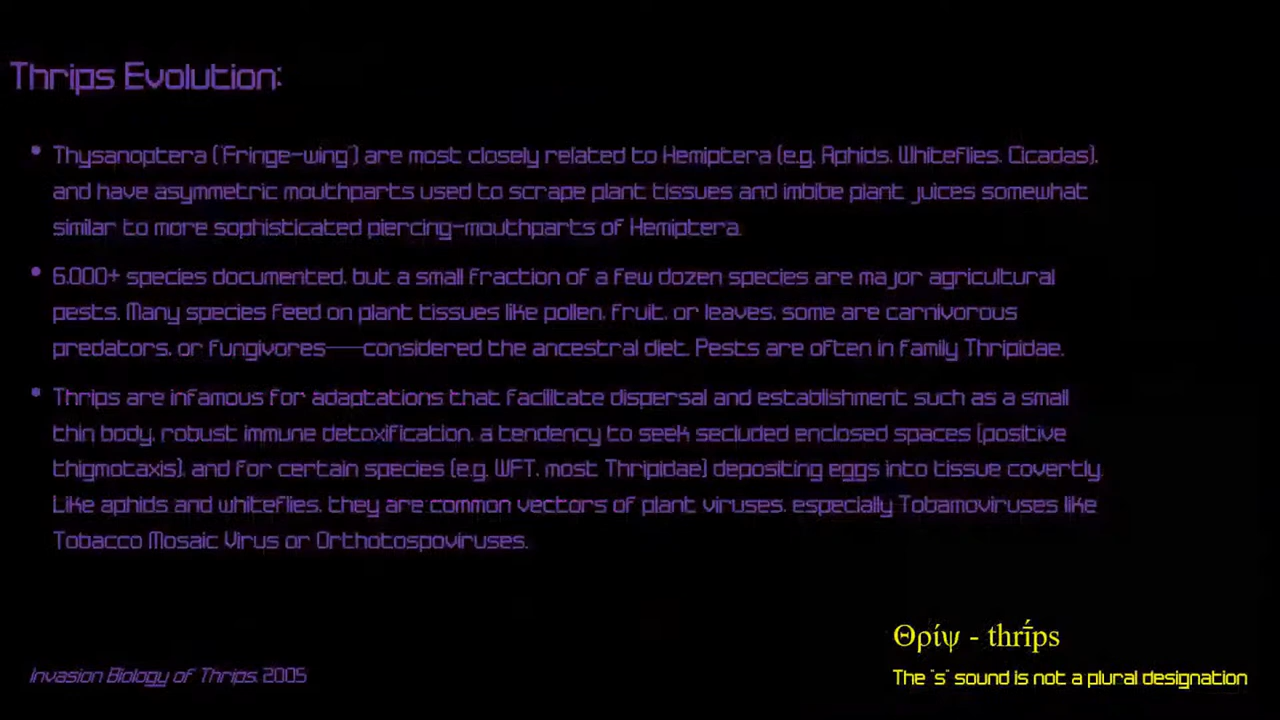 Thrips Evolution:
• Thysanoptera ("Fringe-wing") are most closely related to Hemiptera (e.g. Aphids, Whiteflies, Cicadas),
and have asymmetric mouthparts used to scrape plant tissues and imbibe plant juices somewhat
similar to more sophisticated piercing-mouthparts of Hemiptera.
• 6,000+ species documented, but a small fraction of a few dozen species are major agricultural
pests. Many species feed on plant tissues like pollen, fruit, or leaves, some are carnivorous
predators, or fungivores——considered the ancestral diet. Pests are often in family Thripidae.
• Thrips are infamous for adaptations that facilitate dispersal and establishment such as a small
thin body, robust immune detoxification, a tendency to seek secluded enclosed spaces (positive
thigmotaxis), and for certain species (e.g. WFT, most Thripidae) depositing eggs into tissue covertly.
Like aphids and whiteflies, they are common vectors of plant viruses, especially Tobamoviruses like
Tobacco Mosaic Virus or Orthotospoviruses.
Θρίψ - thrī́ps
The "s" sound is not a plural designation
Invasion Biology of Thrips, 2005